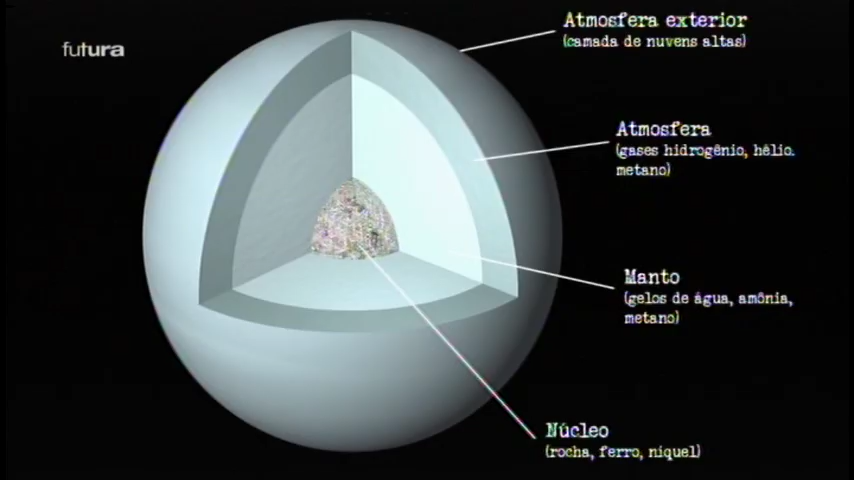 futura
Atmosfera exterior
(camada de nuvens altas)
Atmosfera
(gases hidrogênio, hélio.
metano)
Manto
(gelos de água, amônia,
metano)
Núcleo
(rocha, ferro, níquel)